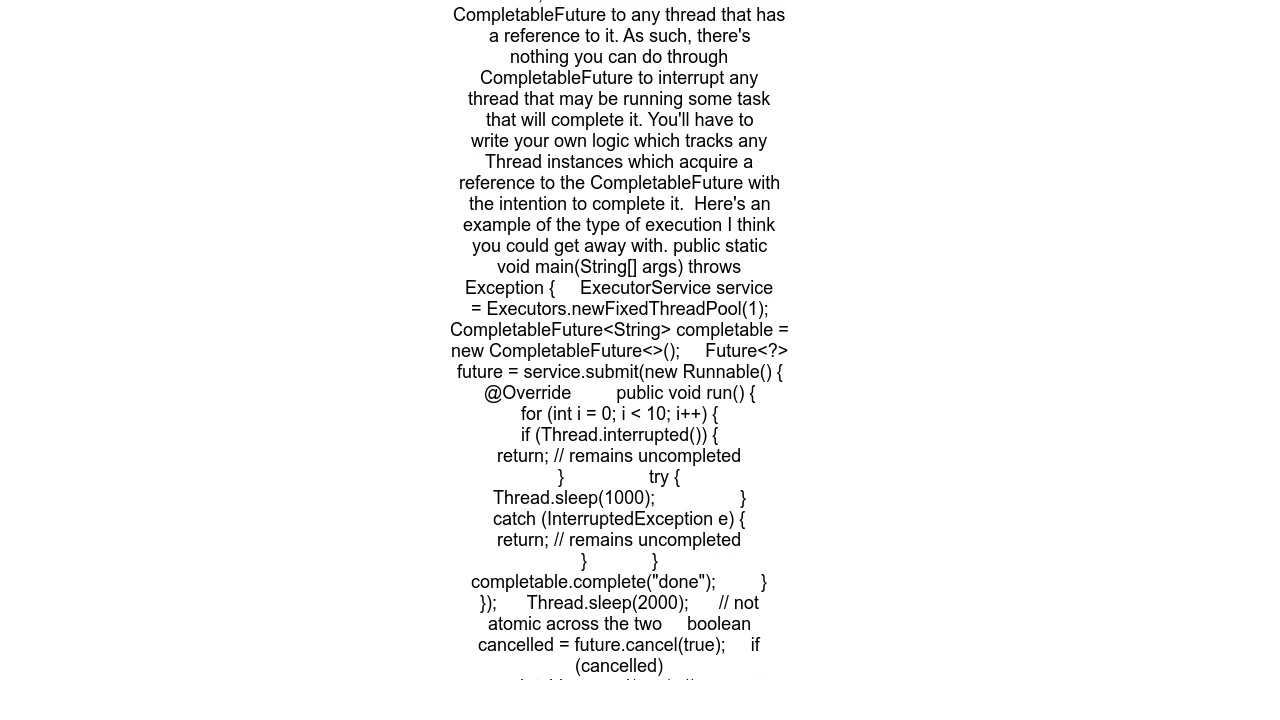 CompletableFuture to any thread that has
a reference to it. As such, there's
nothing you can do through
CompletableFuture to interrupt any
thread that may be running some task
that will complete it. You'll have to
write your own logic which tracks any
Thread instances which acquire a
reference to the CompletableFuture with
the intention to complete it.  Here's an
example of the type of execution I think
you could get away with. public static
void main(String[] args) throws
Exception {     ExecutorService service
= Executors.newFixedThreadPool(1);
CompletableFuture<String> completable =
new CompletableFuture<>();     Future<?>
future = service.submit(new Runnable() {
@Override         public void run() {
for (int i = 0; i < 10; i++) {
if (Thread.interrupted()) {
return; // remains uncompleted
}                 try {
Thread.sleep(1000);                 }
catch (InterruptedException e) {
return; // remains uncompleted
}             }
completable.complete("done");         }
});      Thread.sleep(2000);      // not
atomic across the two     boolean
cancelled = future.cancel(true);     if
(cancelled)